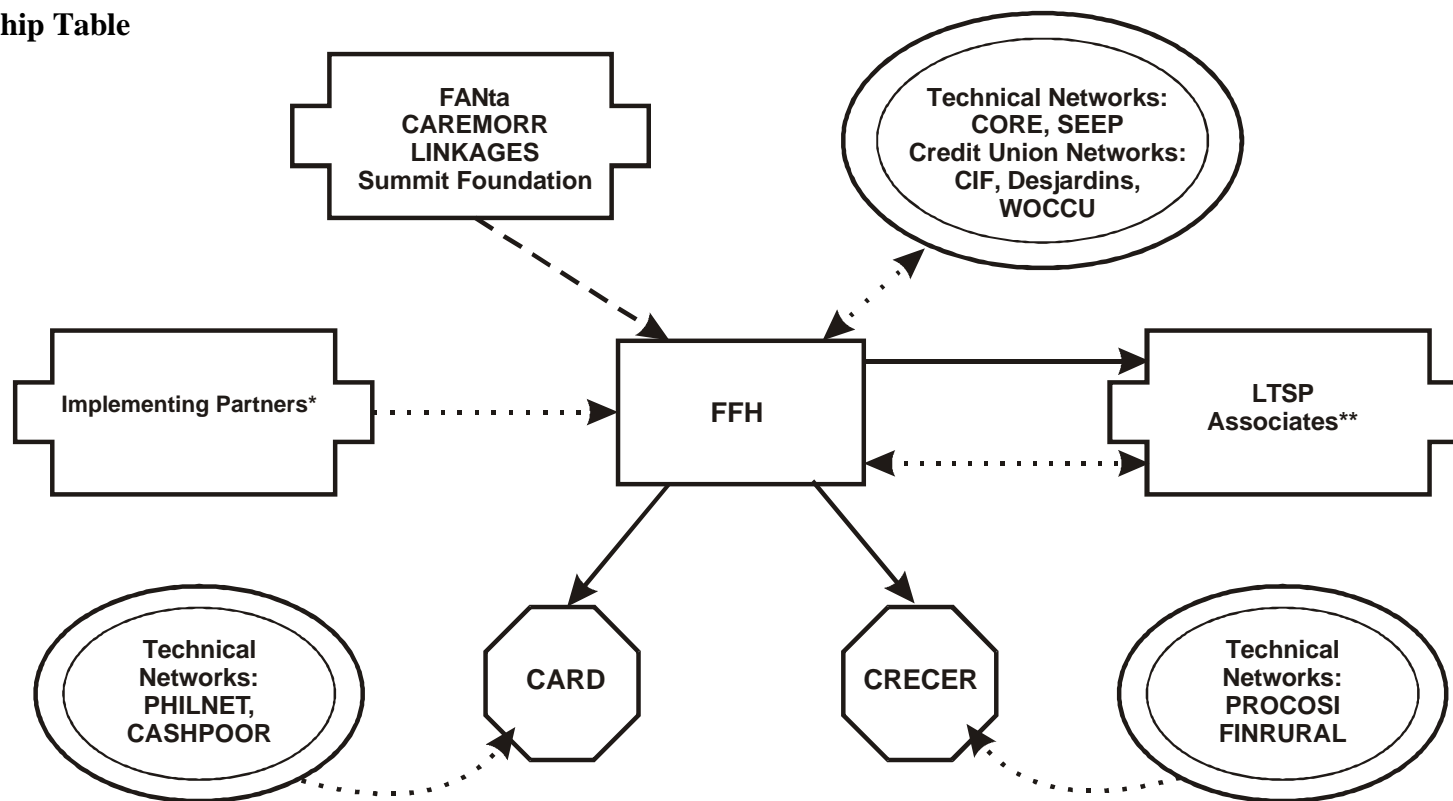 hip Table
FANta
CAREMORR
LINKAGES
Summit Foundation
Technical Networks:
CORE, SEEP
Credit Union Networks:
CIF, Desjardins,
WOCCU
Implementing Partners*
FFH
LTSP
Associates**
Technical
Networks:
PHILNET,
CASHPOOR
CARD
CRECER
Technical
Networks:
PROCOSI
FINRURAL